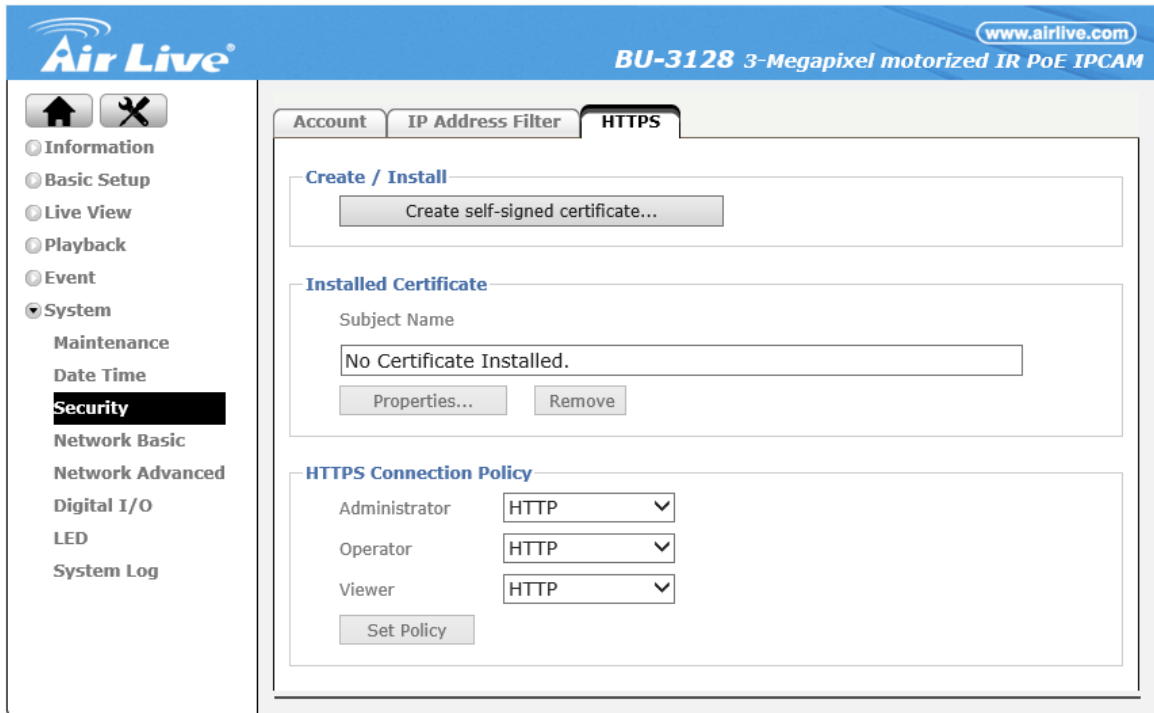 Air Live®
www.airlive.com
BU-3128 3-Megapixel motorized IR PoE IPCAM
Information
Basic Setup
Live View
Playback
Event
System
Maintenance
Date Time
Security
Network Basic
Network Advanced
Digital I/O
LED
System Log
Account IP Address Filter HTTPS
Create / Install
Create self-signed certificate...
Installed Certificate
Subject Name
No Certificate Installed.
Properties... Remove
HTTPS Connection Policy
Administrator HTTP
Operator HTTP
Viewer HTTP
Set Policy